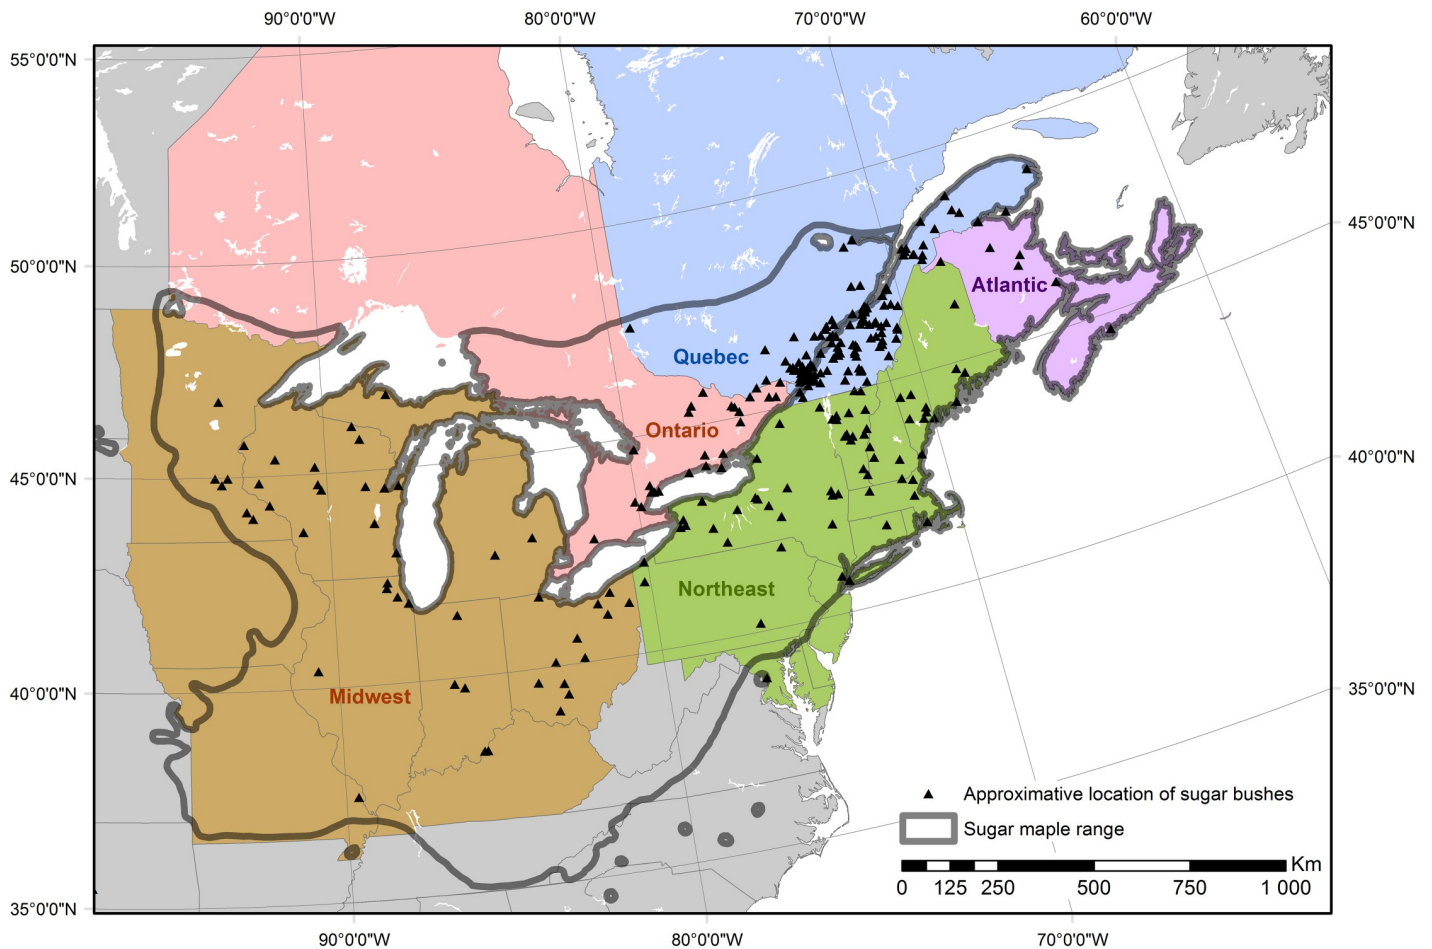 90°0'0"W
80°0'0"W
70°0'0"W
60°0'0"W
55°0'0"N
50°0'0"N
45°0'0"N
40°0'0"N
35°0'0"N
45°0'0"N
40°0'0"N
35°0'0"N
Atlantic
Quebec
Ontario
Northeast
Midwest
Approximative location of sugar bushes
Sugar maple range
Km
0 125 250 500 750 1 000
90°0'0"W
80°0'0"W
70°0'0"W